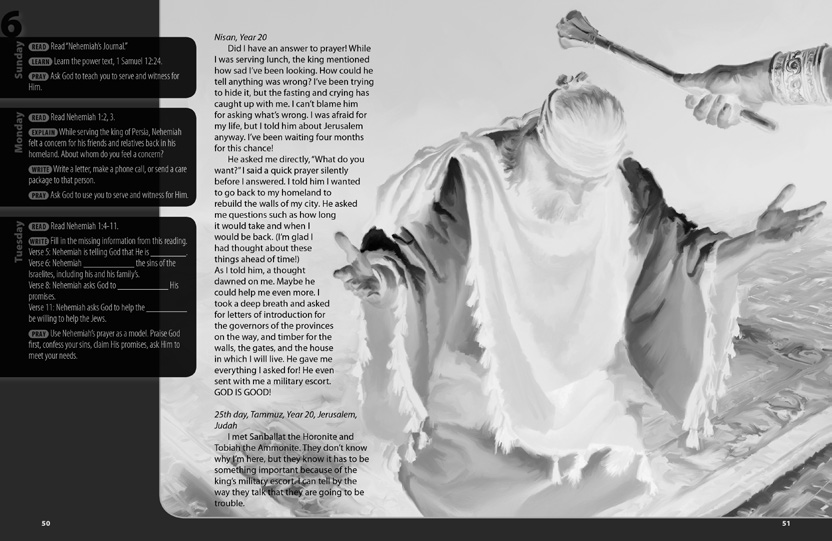 6
Sunday
READ Read "Nehemiah's Journal."
LEARN Learn the power text, 1 Samuel 12:24.
PRAY Ask God to teach you to serve and witness for
Him.
Monday
READ Read Nehemiah 1:2, 3.
EXPLAIN While serving the king of Persia, Nehemiah
felt a concern for his friends and relatives back in his
homeland. About whom do you feel a concern?
WRITE Write a letter, make a phone call, or send a care
package to that person.
PRAY Ask God to use you to serve and witness for Him.
Tuesday
READ Read Nehemiah 1:4-11.
WRITE Fill in the missing information from this reading.
Verse 5: Nehemiah is telling God that He is ________.
Verse 6: Nehemiah ____________ the sins of the
Israelites, including his and his family's.
Verse 8: Nehemiah asks God to ____________ His
promises.
Verse 11: Nehemiah asks God to help the _________
be willing to help the Jews.
PRAY Use Nehemiah's prayer as a model. Praise God
first, confess your sins, claim His promises, ask Him to
meet your needs.
Nisan, Year 20
Did I have an answer to prayer! While
I was serving lunch, the king mentioned
how sad I've been looking. How could he
tell anything was wrong? I've been trying
to hide it, but the fasting and crying has
caught up with me. I can't blame him
for asking what's wrong. I was afraid for
my life, but I told him about Jerusalem
anyway. I've been waiting four months
for this chance!
He asked me directly, "What do you
want?" I said a quick prayer silently
before I answered. I told him I wanted
to go back to my homeland to
rebuild the walls of my city. He asked
me questions such as how long
it would take and when I
would be back. (I'm glad I
had thought about these
things ahead of time!)
As I told him, a thought
dawned on me. Maybe he
could help me even more. I
took a deep breath and asked
for letters of introduction for
the governors of the provinces
on the way, and timber for the
walls, the gates, and the house
in which I will live. He gave me
everything I asked for! He even
sent with me a military escort.
GOD IS GOOD!
25th day, Tammuz, Year 20, Jerusalem,
Judah
I met Sanballat the Horonite and
Tobiah the Ammonite. They don't know
why I'm here, but they know it has to be
something important because of the
king's military escort. I can tell by the
way they talk that they are going to be
trouble.
50
51